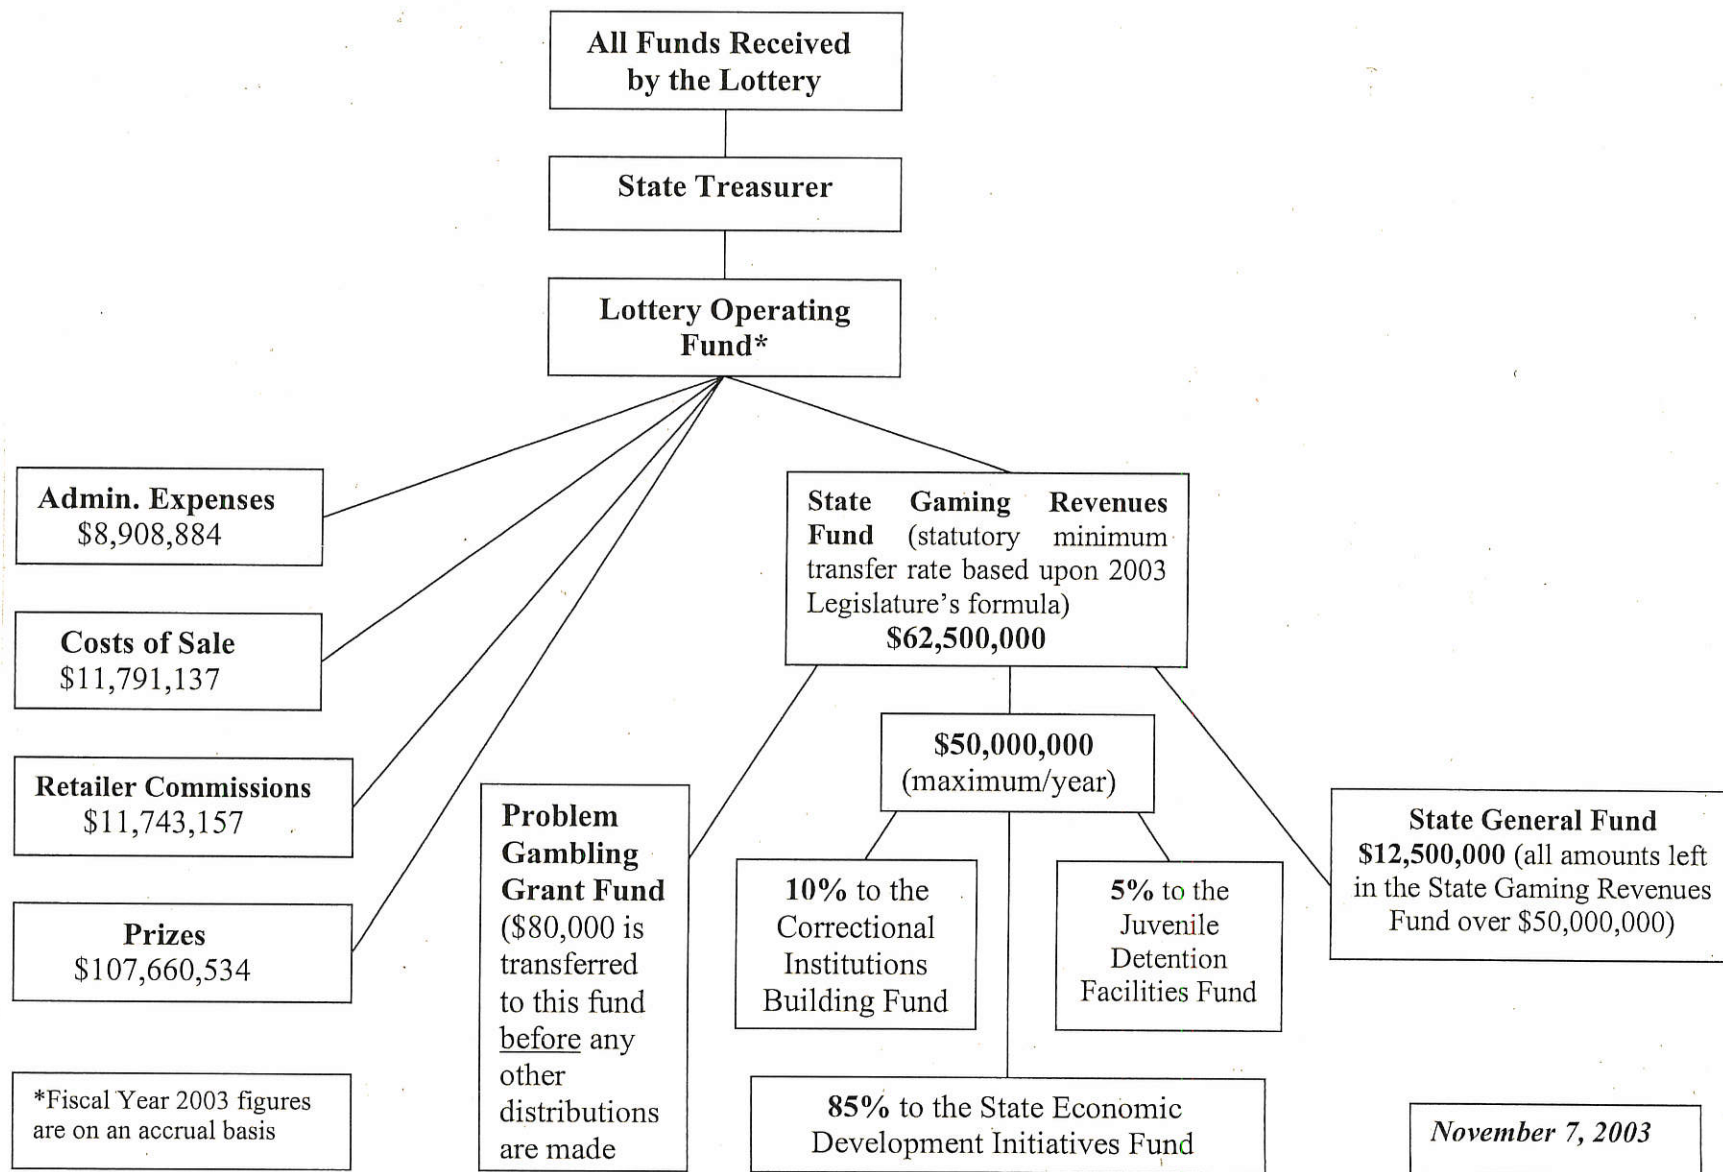 All Funds Received
by the Lottery
State Treasurer
Lottery Operating
Fund*
Admin. Expenses
$8,908,884
Costs of Sale
$11,791,137
Retailer Commissions
$11,743,157
Prizes
$107,660,534
*Fiscal Year 2003 figures
are on an accrual basis
State Gaming Revenues
Fund (statutory minimum
transfer rate based upon 2003
Legislature's formula)
$62,500,000
Problem
Gambling
Grant Fund
($80,000 is
transferred
to this fund
before any
other
distributions
are made
$50,000,000
(maximum/year)
10% to the
Correctional
Institutions
Building Fund
5% to the
Juvenile
Detention
Facilities Fund
85% to the State Economic
Development Initiatives Fund
State General Fund
$12,500,000 (all amounts left
in the State Gaming Revenues
Fund over $50,000,000)
November 7, 2003